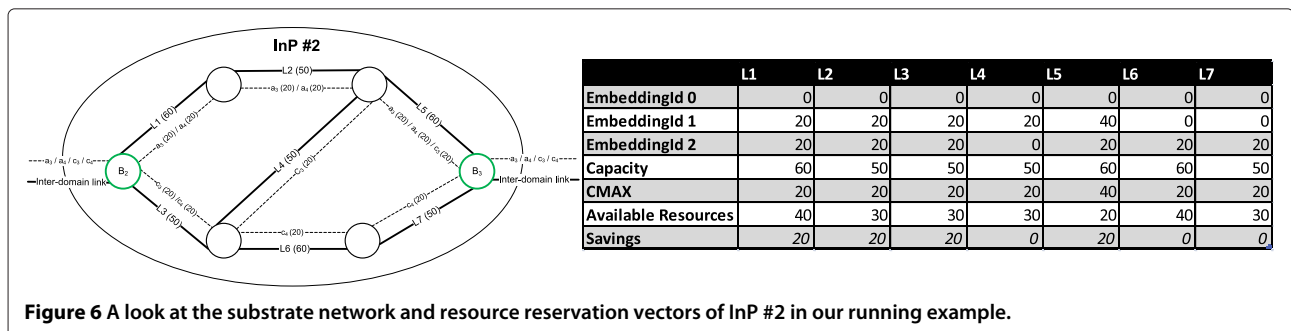 InP #2
L2 (50)
a₃ (20) / a₄ (20)
L1 (60)
a₃ (20) / a₄ (20)
L5 (60)
a₃ (20) / a₄ (20) / c₃ (20)
L4 (50)
c₃ (20)
a₃ / a₄ / c₃ / c₄
Inter-domain link
B₂
B₃
a₃ / a₄ / c₃ / c₄
Inter-domain link
c₃ (20) /c₄ (20)
L3 (50)
c₄ (20)
L6 (60)
c₄ (20)
L7 (50)
L1 L2 L3 L4 L5 L6 L7
EmbeddingId 0 0 0 0 0 0 0 0
EmbeddingId 1 20 20 20 20 40 0 0
EmbeddingId 2 20 20 20 0 20 20 20
Capacity 60 50 50 50 60 60 50
CMAX 20 20 20 20 40 20 20
Available Resources 40 30 30 30 20 40 30
Savings 20 20 20 0 20 0 0
Figure 6 A look at the substrate network and resource reservation vectors of InP #2 in our running example.